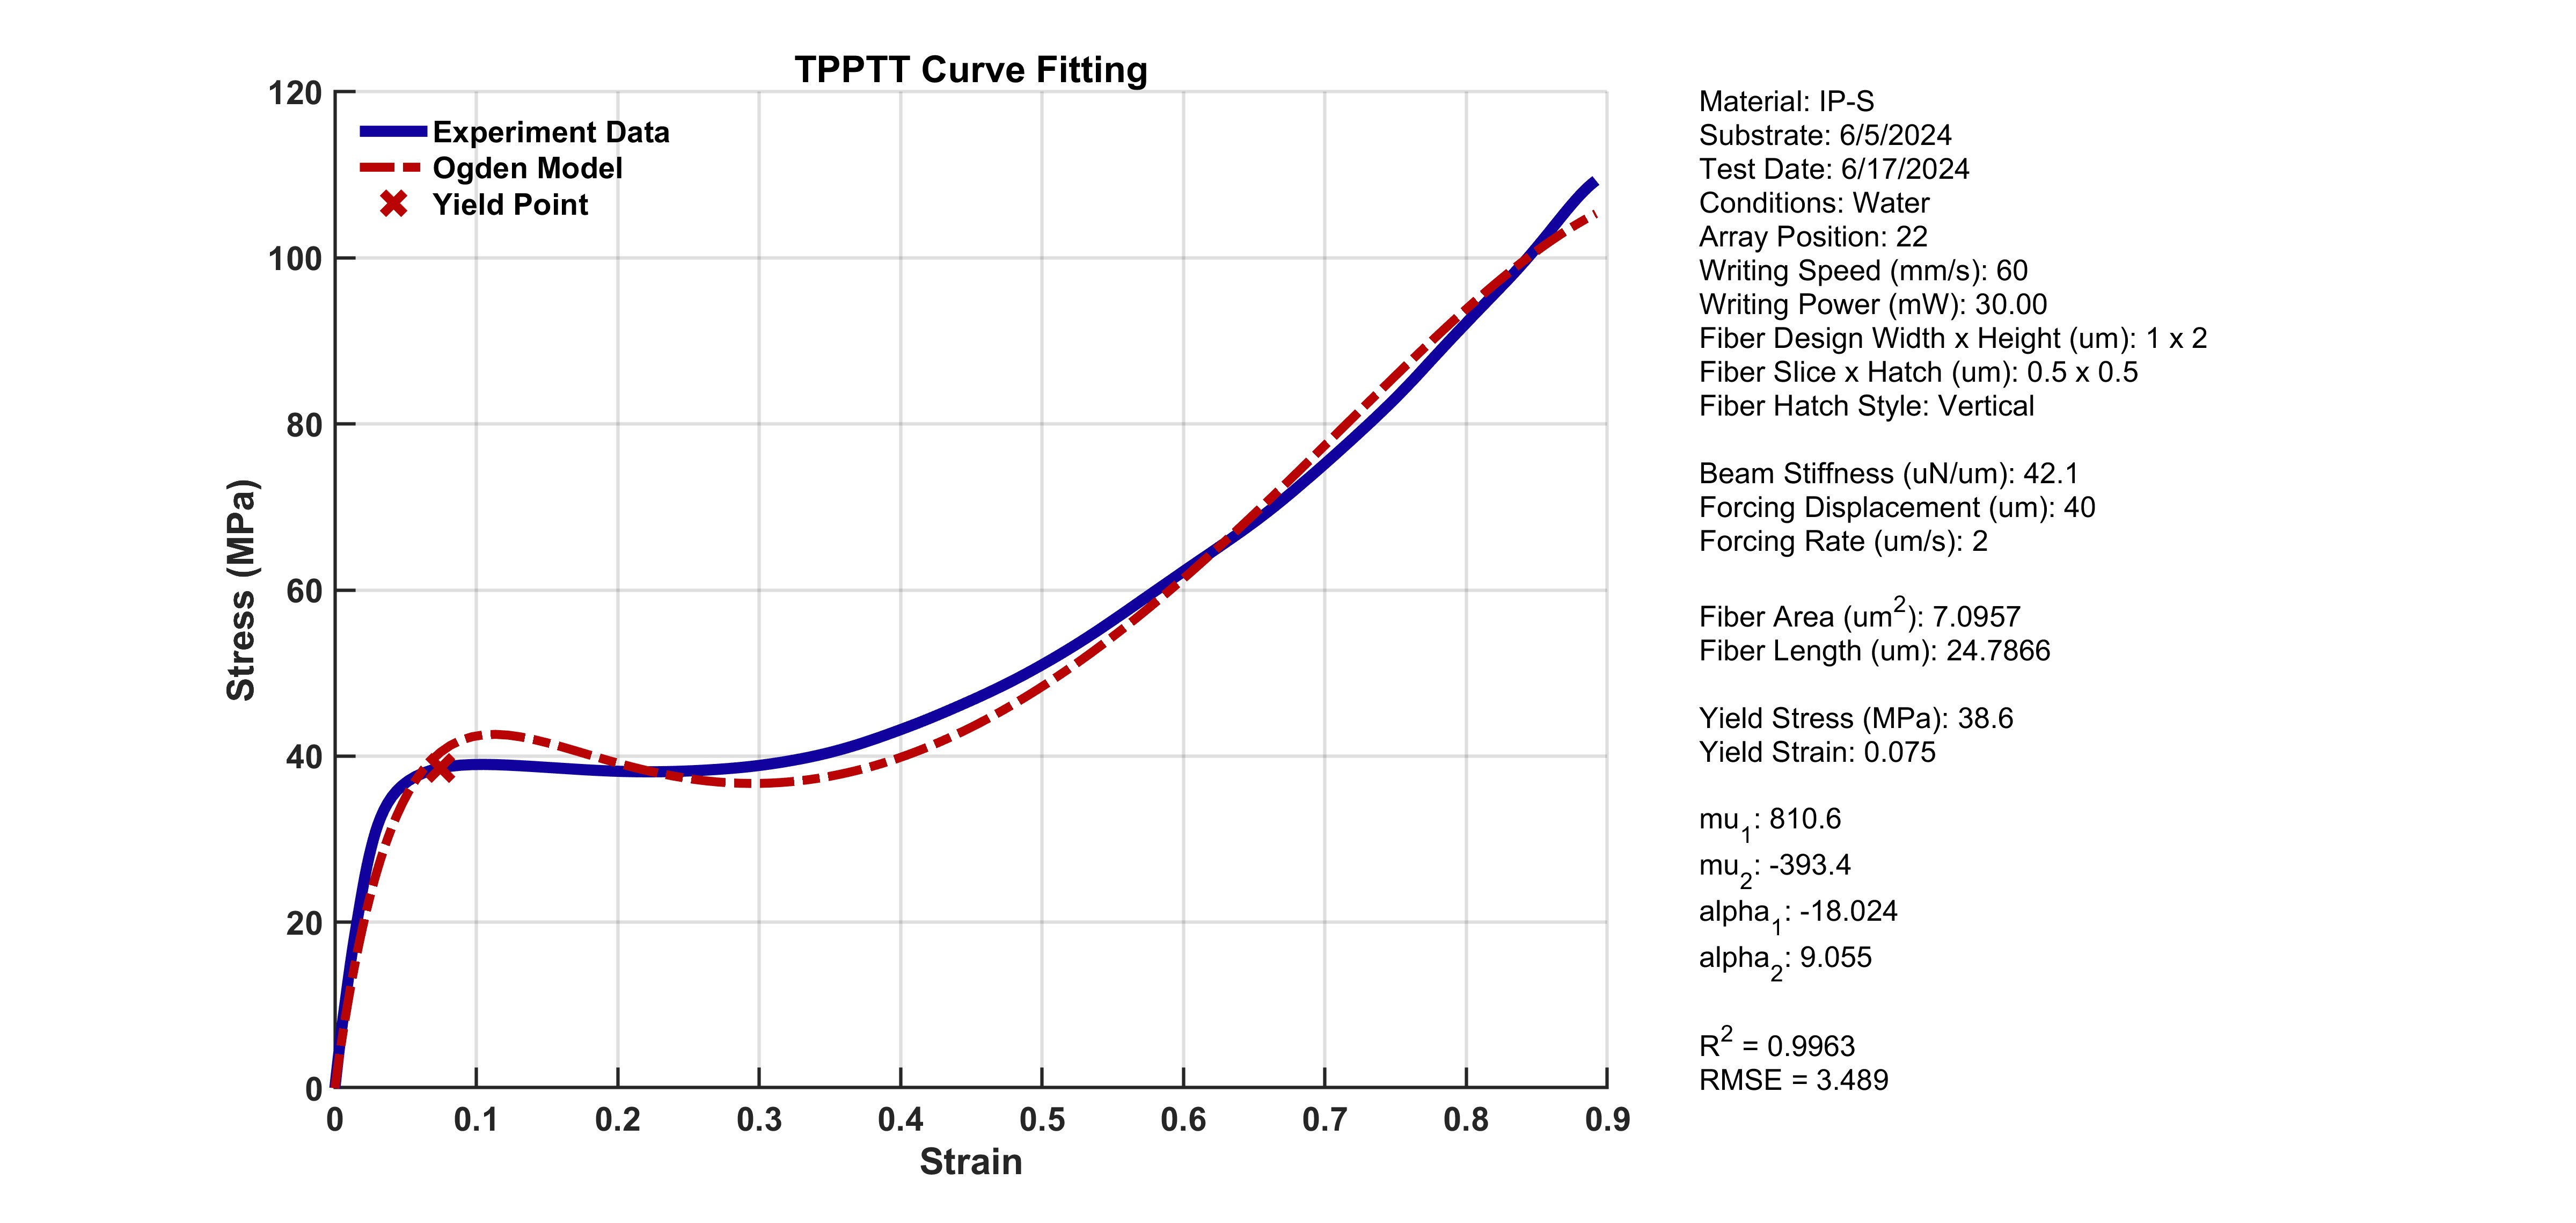 TPPTT Curve Fitting
120
100
80
60
40
20
0
Stress (MPa)
Experiment Data
Ogden Model
Yield Point
0 0.1 0.2 0.3 0.4 0.5 0.6 0.7 0.8 0.9
Strain
Material: IP-S
Substrate: 6/5/2024
Test Date: 6/17/2024
Conditions: Water
Array Position: 22
Writing Speed (mm/s): 60
Writing Power (mW): 30.00
Fiber Design Width x Height (um): 1 x 2
Fiber Slice x Hatch (um): 0.5 x 0.5
Fiber Hatch Style: Vertical
Beam Stiffness (uN/um): 42.1
Forcing Displacement (um): 40
Forcing Rate (um/s): 2
Fiber Area (um²): 7.0957
Fiber Length (um): 24.7866
Yield Stress (MPa): 38.6
Yield Strain: 0.075
mu₁: 810.6
mu₂: -393.4
alpha₁: -18.024
alpha₂: 9.055
R² = 0.9963
RMSE = 3.489